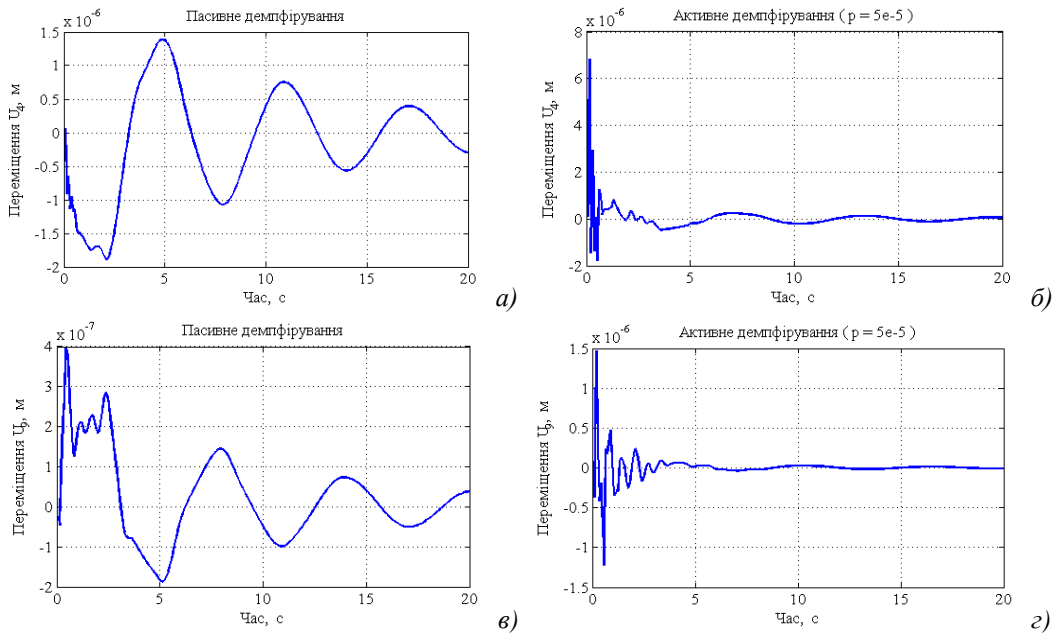 Пасивне демпфірування
x 10⁻⁶
1.5
1
0.5
0
-0.5
-1
-1.5
-2
0 5 10 15 20
Переміщення U₄, м
Час, с
а)
Активне демпфірування ( p = 5e-5 )
x 10⁻⁶
8
6
4
2
0
-2
0 5 10 15 20
Переміщення U₄, м
Час, с
б)
Пасивне демпфірування
x 10⁻⁷
4
3
2
1
0
-1
-2
0 5 10 15 20
Переміщення U₉, м
Час, с
в)
Активне демпфірування ( p = 5e-5 )
x 10⁻⁶
1.5
1
0.5
0
-0.5
-1
-1.5
0 5 10 15 20
Переміщення U₉, м
Час, с
г)